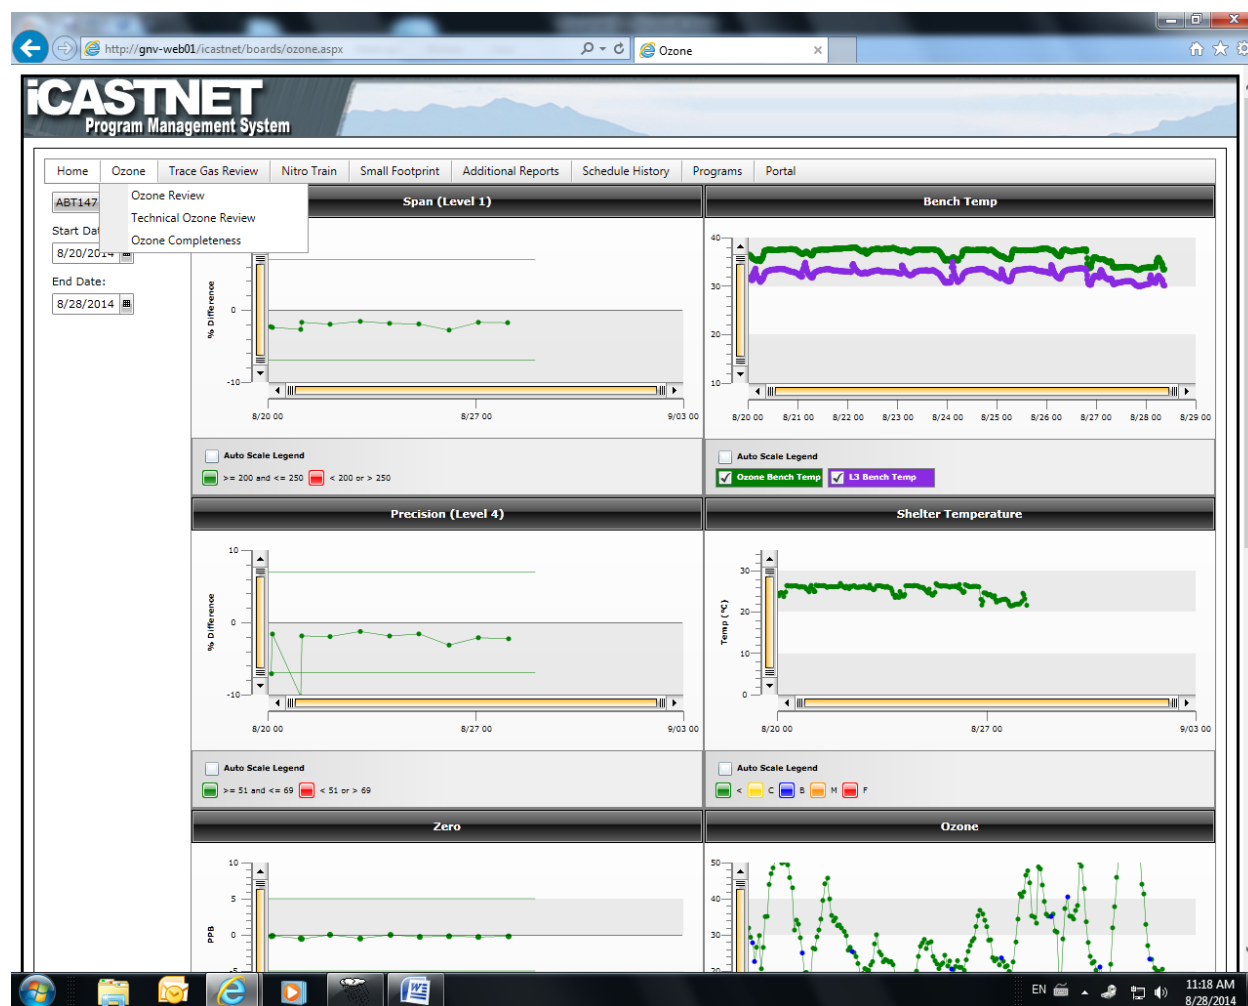 http://gnv-web01/icastnet/boards/ozone.aspx
Ozone
iCASTNET
Program Management System
Home Ozone Trace Gas Review Nitro Train Small Footprint Additional Reports Schedule History Programs Portal
ABT147
Ozone Review
Technical Ozone Review
Ozone Completeness
Start Dat
8/20/2014
End Date:
8/28/2014
Span (Level 1)
% Difference
0
-10
8/20 00 8/27 00 9/03 00
Auto Scale Legend
>= 200 and <= 250 < 200 or > 250
Bench Temp
40
30
20
10
8/20 00 8/21 00 8/22 00 8/23 00 8/24 00 8/25 00 8/26 00 8/27 00 8/28 00 8/29 00
Auto Scale Legend
Ozone Bench Temp L3 Bench Temp
Precision (Level 4)
% Difference
10
0
-10
8/20 00 8/27 00 9/03 00
Auto Scale Legend
>= 51 and <= 69 < 51 or > 69
Shelter Temperature
Temp (°C)
30
20
10
0
8/20 00 8/27 00 9/03 00
Auto Scale Legend
< C B M F
Zero
PPB
10
5
0
-5
Ozone
50
40
30
20
EN
11:18 AM
8/28/2014